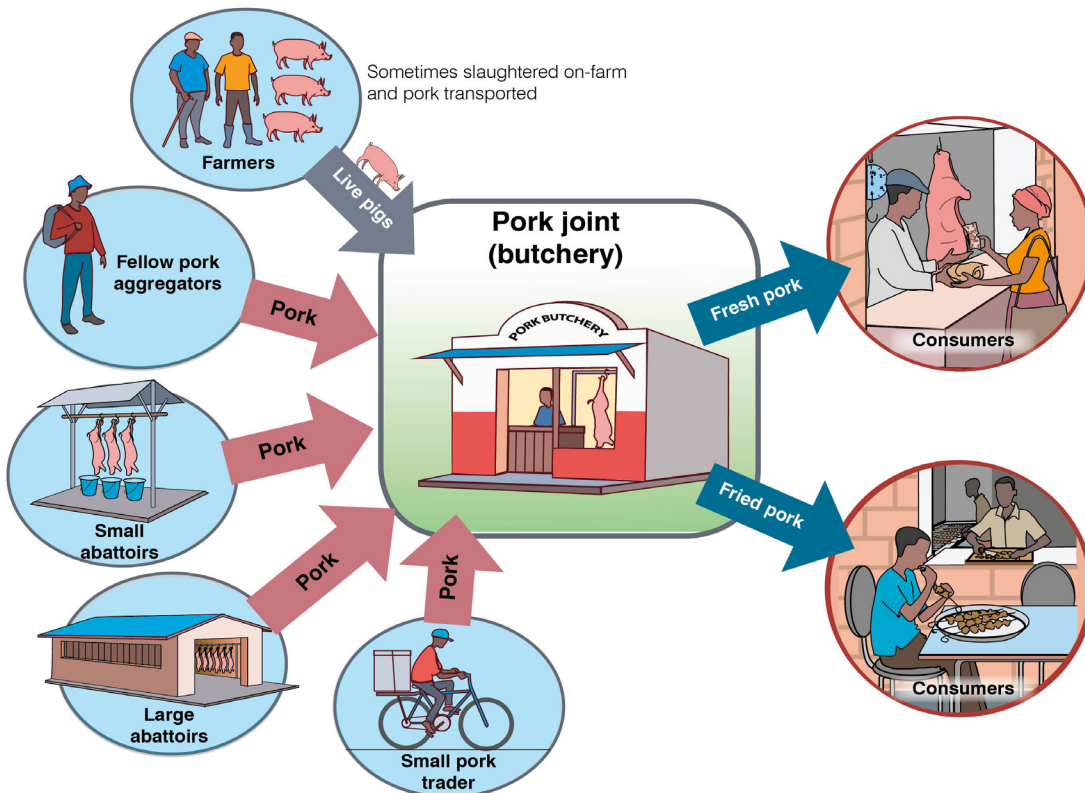 Sometimes slaughtered on-farm
and pork transported
Farmers
Live pigs
Fellow pork
aggregators
Pork
Small
abattoirs
Pork
Large
abattoirs
Pork
Small pork
trader
Pork
Pork joint
(butchery)
PORK BUTCHERY
Fresh pork
Consumers
Fried pork
Consumers